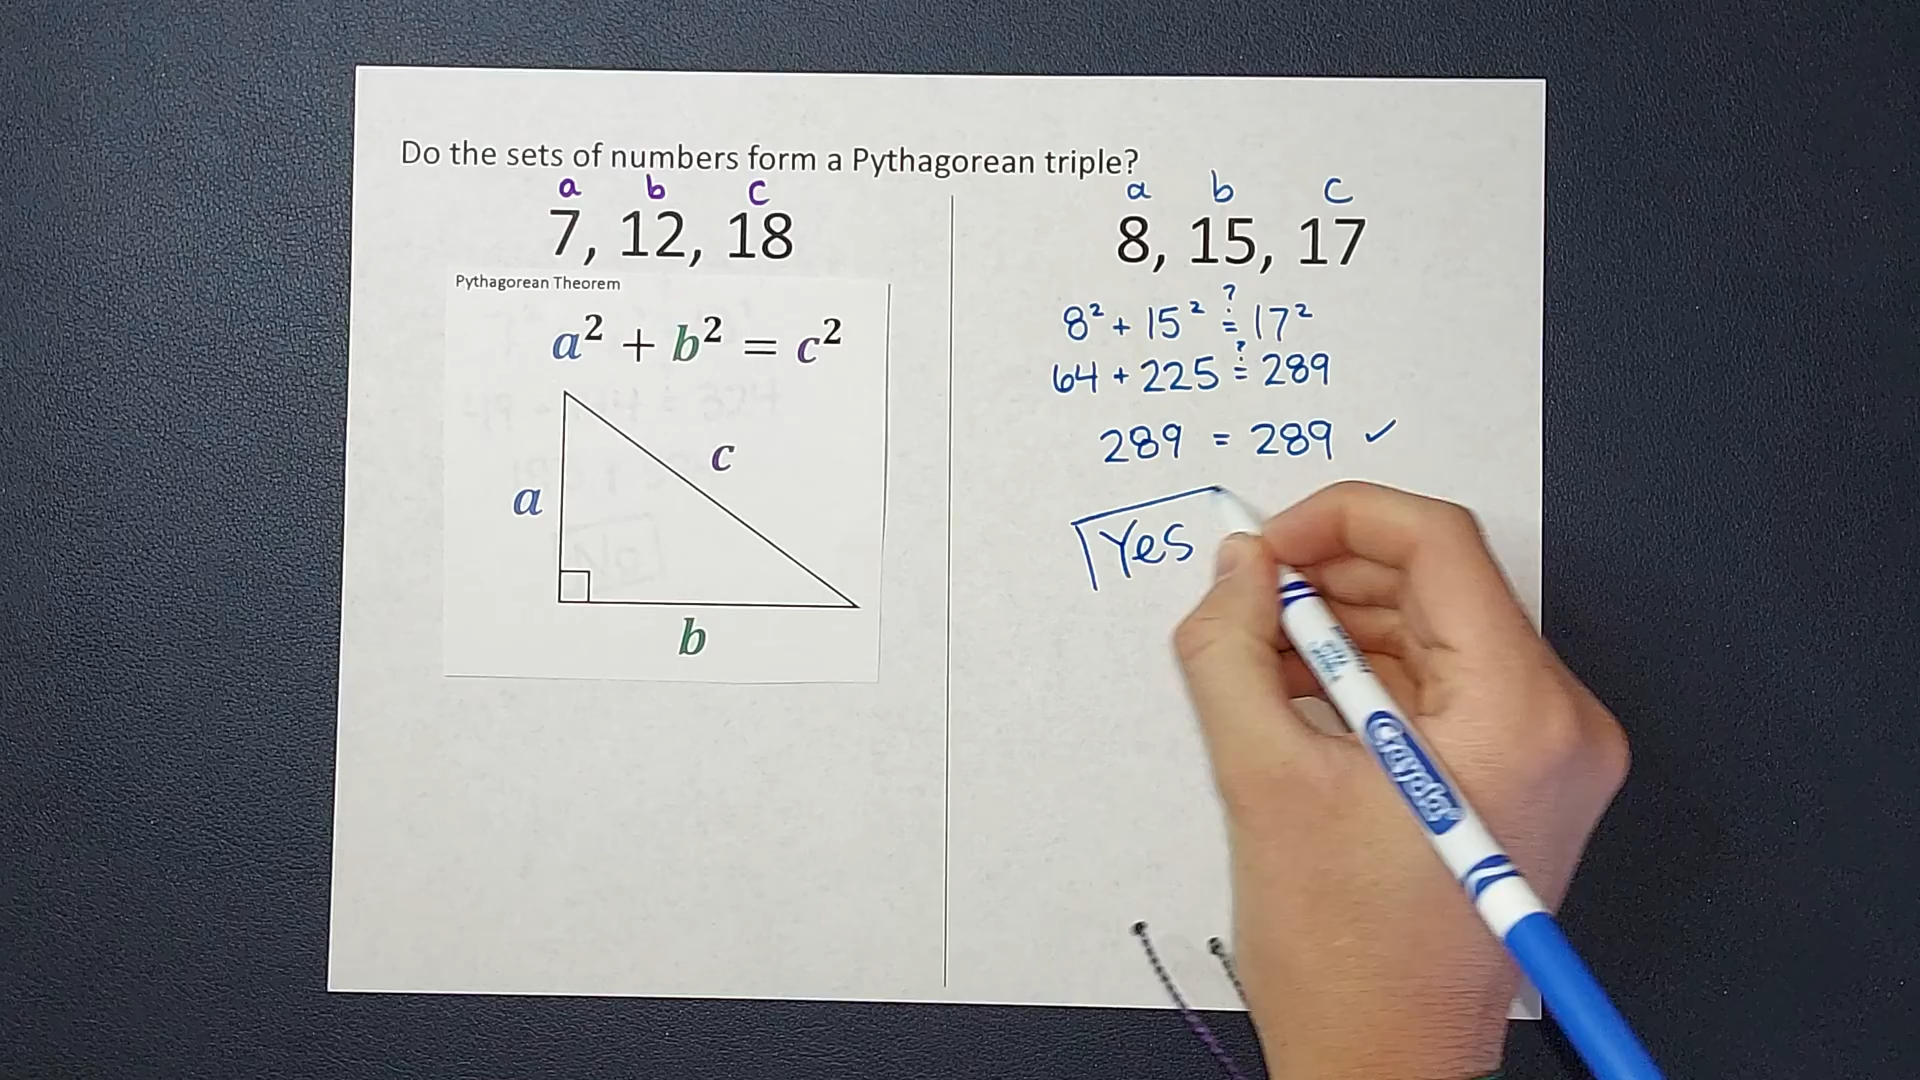 Do the sets of numbers form a Pythagorean triple?
a b c
7, 12, 18
Pythagorean Theorem
a² + b² = c²
c
a
b
a b c
8, 15, 17
?
8² + 15² = 17²
?
64 + 225 = 289
289 = 289 ✓
Yes
Crayola